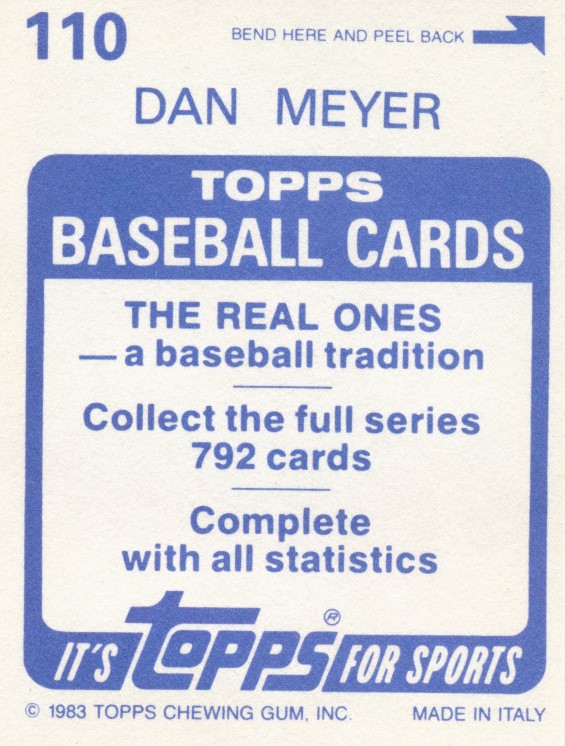 110
BEND HERE AND PEEL BACK
DAN MEYER
TOPPS
BASEBALL CARDS
THE REAL ONES
— a baseball tradition
Collect the full series
792 cards
Complete
with all statistics
IT'S TOPPS® FOR SPORTS
© 1983 TOPPS CHEWING GUM, INC. MADE IN ITALY